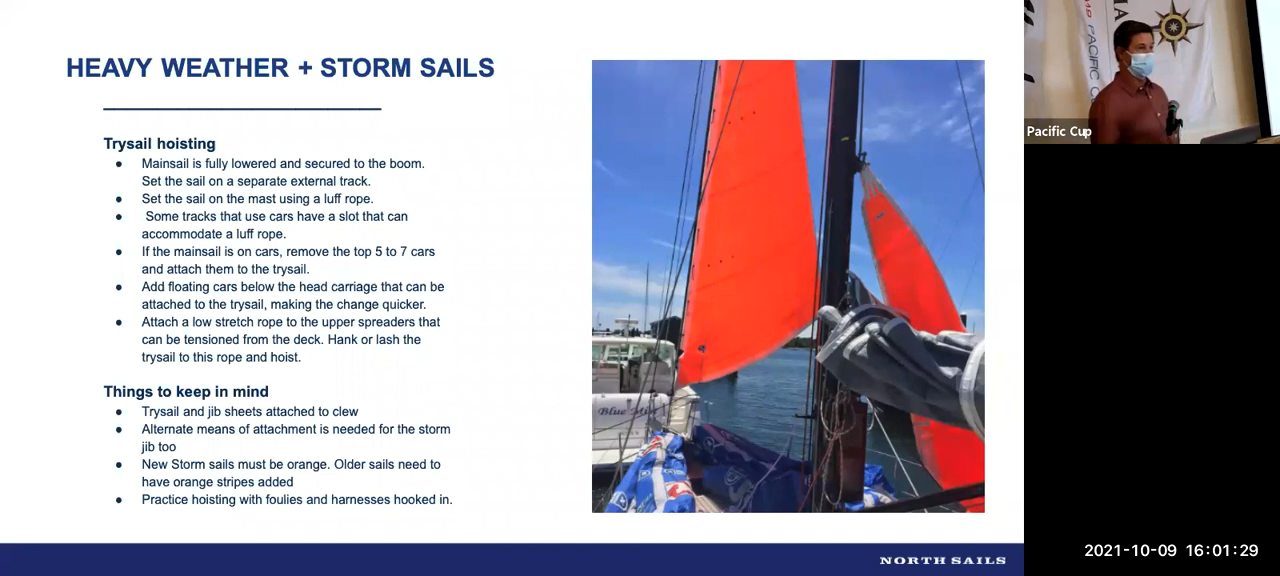 HEAVY WEATHER + STORM SAILS
Trysail hoisting
● Mainsail is fully lowered and secured to the boom.
Set the sail on a separate external track.
● Set the sail on the mast using a luff rope.
● Some tracks that use cars have a slot that can
accommodate a luff rope.
● If the mainsail is on cars, remove the top 5 to 7 cars
and attach them to the trysail.
● Add floating cars below the head carriage that can be
attached to the trysail, making the change quicker.
● Attach a low stretch rope to the upper spreaders that
can be tensioned from the deck. Hank or lash the
trysail to this rope and hoist.
Things to keep in mind
● Trysail and jib sheets attached to clew
● Alternate means of attachment is needed for the storm
jib too
● New Storm sails must be orange. Older sails need to
have orange stripes added
● Practice hoisting with foulies and harnesses hooked in.
Blue
NORTH SAILS
PACIFIC
Pacific Cup
2021-10-09 16:01:29